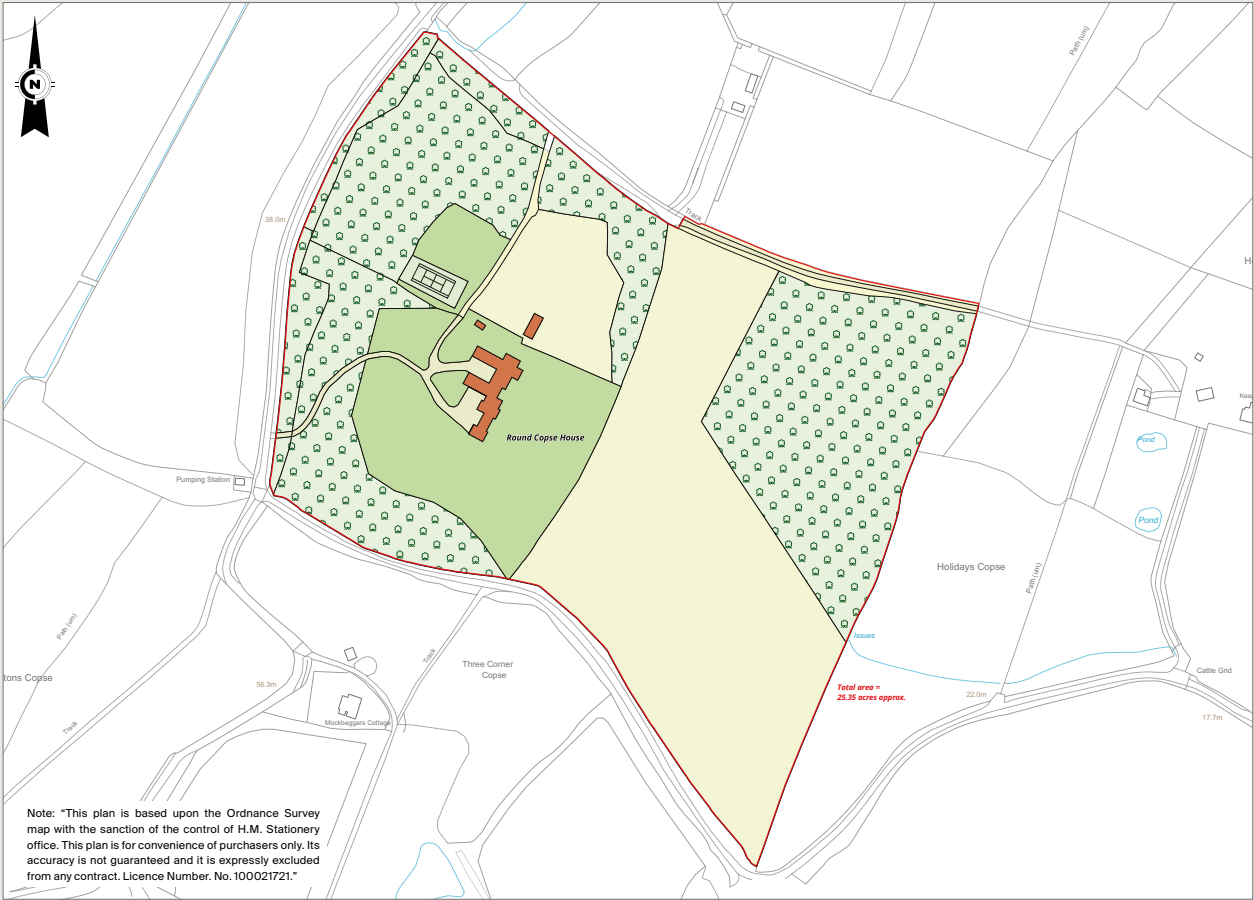 Path (um)
N
Track
38.0m
H
Kee
Pond
Round Copse House
Pumping Station
Pond
Holidays Copse
Path (um)
Path (um)
Issues
Track
Three Corner
Copse
tons Copse
Cattle Grid
56.3m
Total area =
25.35 acres approx.
22.0m
17.7m
Mockbeggars Cottage
Track
Note: “This plan is based upon the Ordnance Survey
map with the sanction of the control of H.M. Stationery
office. This plan is for convenience of purchasers only. Its
accuracy is not guaranteed and it is expressly excluded
from any contract. Licence Number. No. 100021721.”